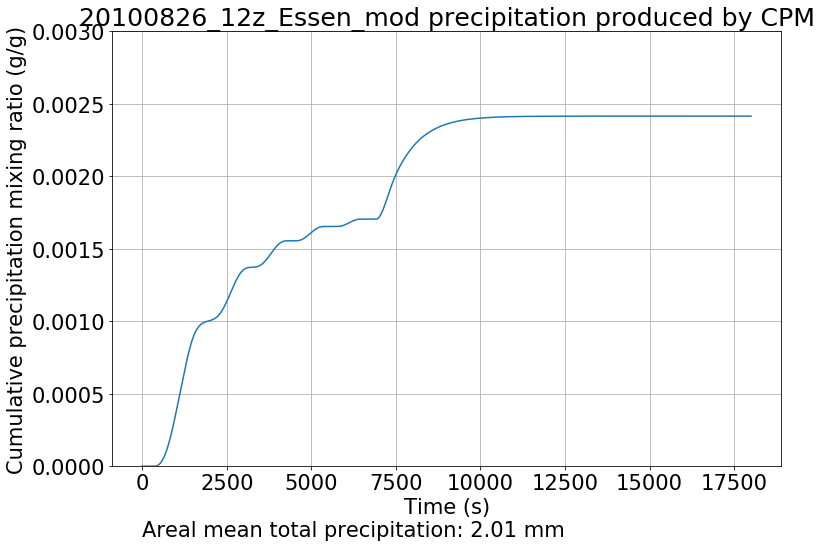 20100826_12z_Essen_mod precipitation produced by CPM
Cumulative precipitation mixing ratio (g/g)
0.0030
0.0025
0.0020
0.0015
0.0010
0.0005
0.0000
0 2500 5000 7500 10000 12500 15000 17500
Time (s)
Areal mean total precipitation: 2.01 mm